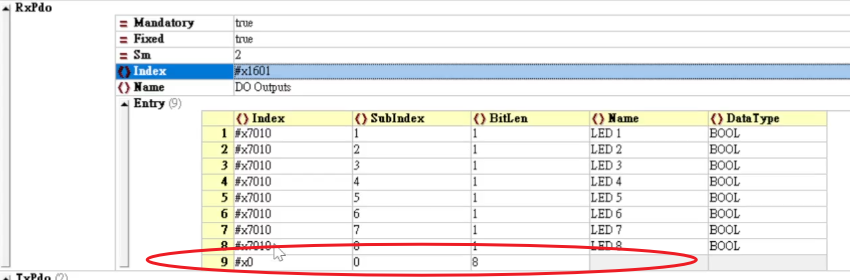 RxPdo
Mandatory true
Fixed true
Sm 2
Index #x1601
Name DO Outputs
Entry (9)
Index SubIndex BitLen Name DataType
1 #x7010 1 1 LED 1 BOOL
2 #x7010 2 1 LED 2 BOOL
3 #x7010 3 1 LED 3 BOOL
4 #x7010 4 1 LED 4 BOOL
5 #x7010 5 1 LED 5 BOOL
6 #x7010 6 1 LED 6 BOOL
7 #x7010 7 1 LED 7 BOOL
8 #x7010 8 1 LED 8 BOOL
9 #x0 0 8
TxPdo (2)